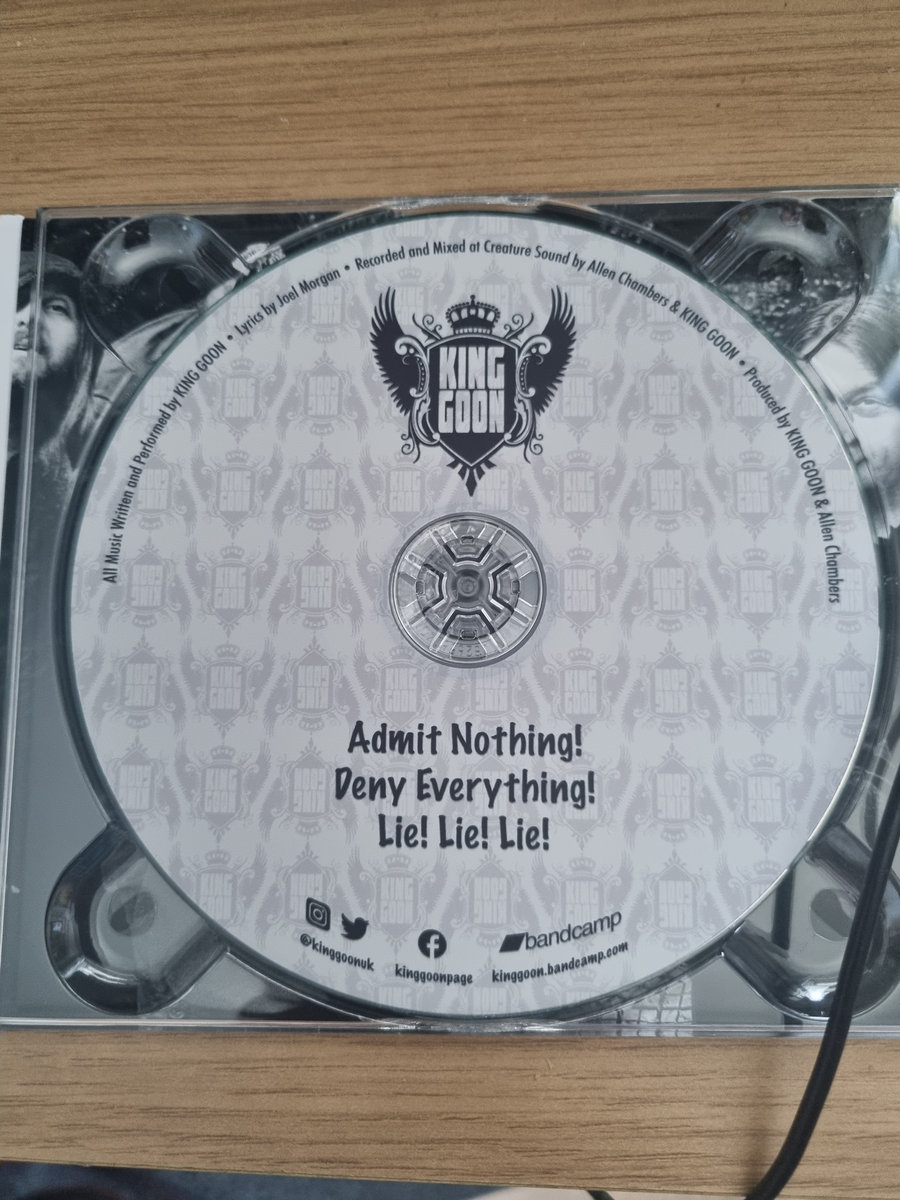 All Music Written and Performed by KING GOON • Lyrics by Joel Morgan • Recorded and Mixed at Creature Sound by Allen Chambers & KING GOON • Produced by KING GOON & Allen Chambers
KING
GOON
Admit Nothing!
Deny Everything!
Lie! Lie! Lie!
@kinggoonuk
kinggoonpage
bandcamp
kinggoon.bandcamp.com